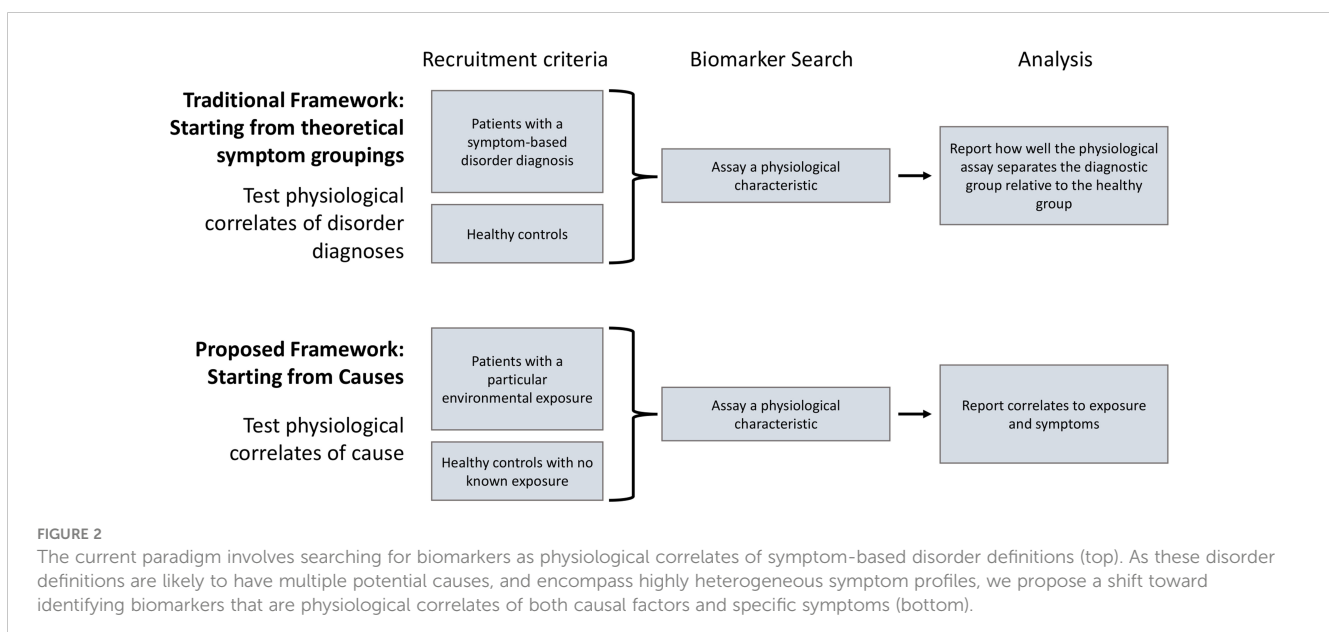 Recruitment criteria
Biomarker Search
Analysis
Traditional Framework:
Starting from theoretical
symptom groupings
Test physiological
correlates of disorder
diagnoses
Patients with a
symptom-based
disorder diagnosis
Healthy controls
Assay a physiological
characteristic
Report how well the physiological
assay separates the diagnostic
group relative to the healthy
group
Proposed Framework:
Starting from Causes
Test physiological
correlates of cause
Patients with a
particular
environmental exposure
Healthy controls with no
known exposure
Assay a physiological
characteristic
Report correlates to exposure
and symptoms
FIGURE 2
The current paradigm involves searching for biomarkers as physiological correlates of symptom-based disorder definitions (top). As these disorder
definitions are likely to have multiple potential causes, and encompass highly heterogeneous symptom profiles, we propose a shift toward
identifying biomarkers that are physiological correlates of both causal factors and specific symptoms (bottom).